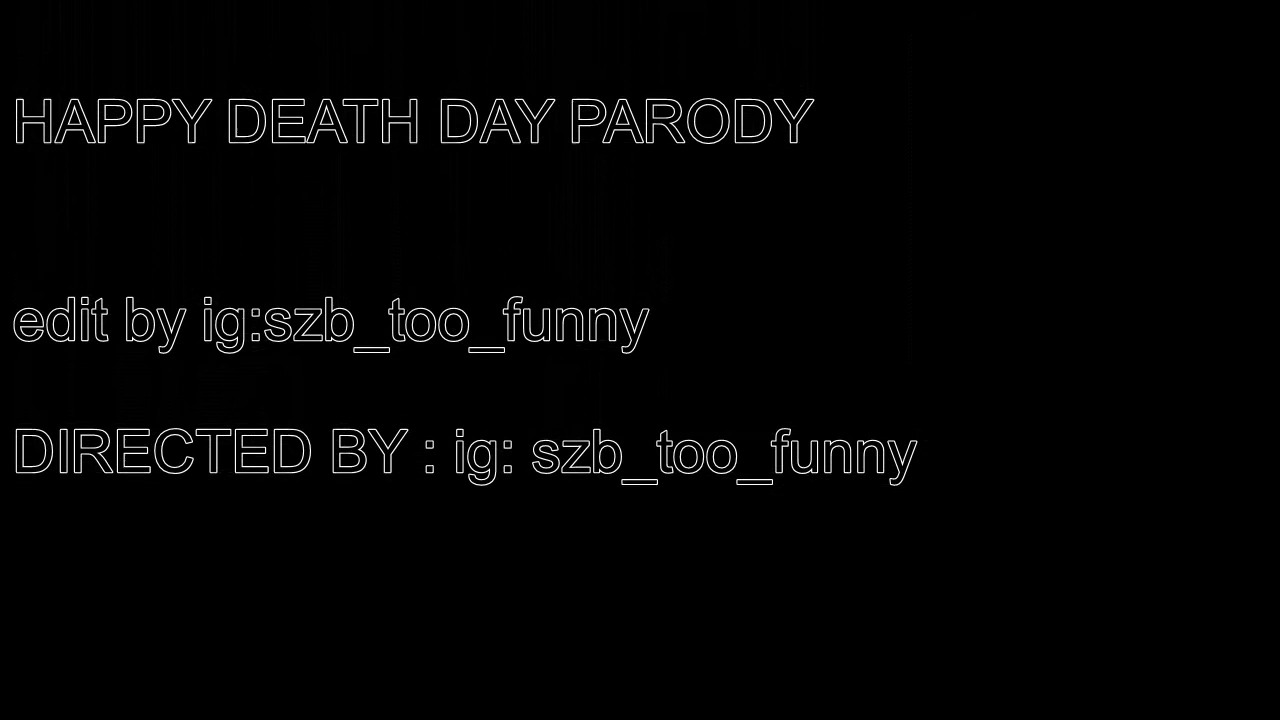 HAPPY DEATH DAY PARODY
edit by ig:szb_too_funny
DIRECTED BY : ig: szb_too_funny